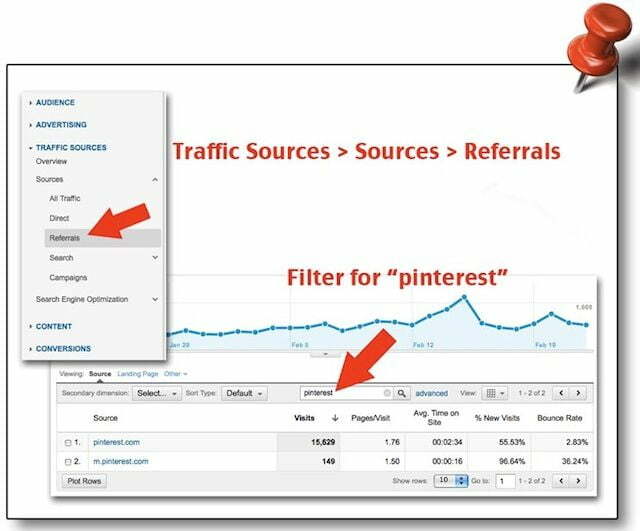 Traffic Sources > Sources > Referrals
AUDIENCE
ADVERTISING
TRAFFIC SOURCES
Overview
Sources
All Traffic
Direct
Referrals
Search
Campaigns
Search Engine Optimization
CONTENT
CONVERSIONS
Filter for “pinterest”
1,600
Jan 29 Feb 5 Feb 12 Feb 19
Viewing: Source Landing Page Other
Secondary dimension: Select... Sort Type: Default pinterest advanced View: 1 - 2 of 2
Source Visits Pages/Visit Avg. Time on Site % New Visits Bounce Rate
1. pinterest.com 15,629 1.76 00:02:34 55.53% 2.83%
2. m.pinterest.com 149 1.50 00:00:16 96.64% 36.24%
Plot Rows Show rows: 10 Go to: 1 1 - 2 of 2